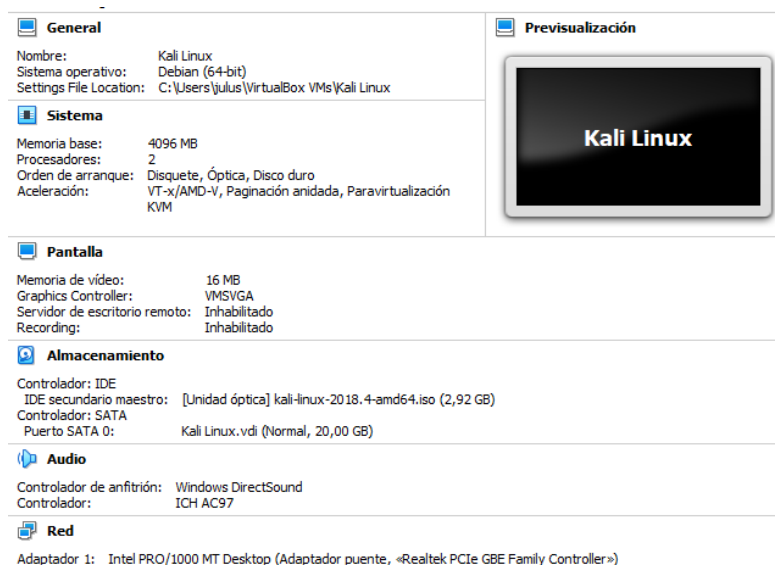 General
Nombre: Kali Linux
Sistema operativo: Debian (64-bit)
Settings File Location: C:\Users\julus\VirtualBox VMs\Kali Linux
Previsualización
Kali Linux
Sistema
Memoria base: 4096 MB
Procesadores: 2
Orden de arranque: Disquete, Óptica, Disco duro
Aceleración: VT-x/AMD-V, Paginación anidada, Paravirtualización
KVM
Pantalla
Memoria de vídeo: 16 MB
Graphics Controller: VMSVGA
Servidor de escritorio remoto: Inhabilitado
Recording: Inhabilitado
Almacenamiento
Controlador: IDE
IDE secundario maestro: [Unidad óptica] kali-linux-2018.4-amd64.iso (2,92 GB)
Controlador: SATA
Puerto SATA 0: Kali Linux.vdi (Normal, 20,00 GB)
Audio
Controlador de anfitrión: Windows DirectSound
Controlador: ICH AC97
Red
Adaptador 1: Intel PRO/1000 MT Desktop (Adaptador puente, «Realtek PCIe GBE Family Controller»)